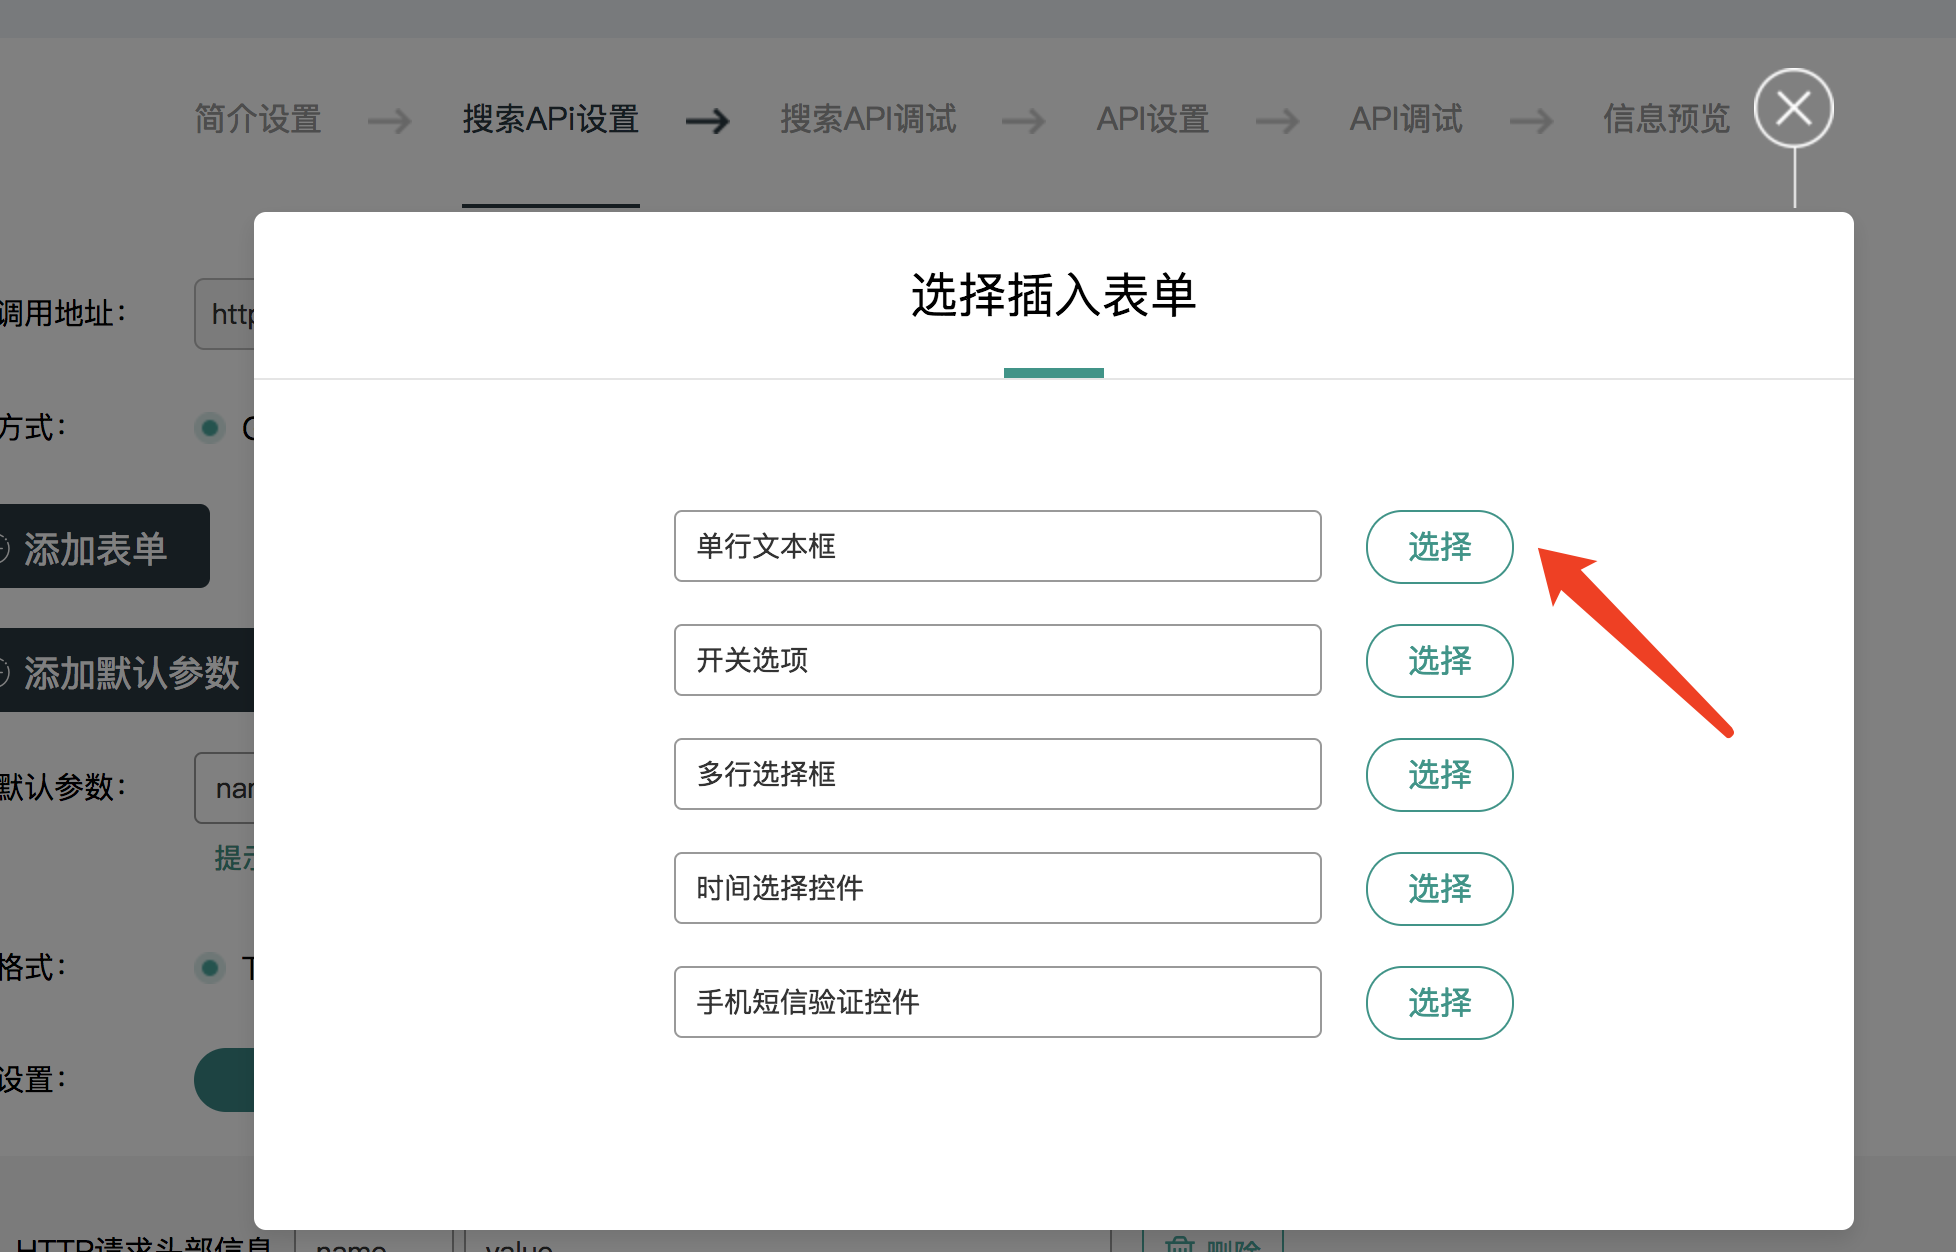 简介设置 搜索APi设置 搜索API调试 API设置 API调试 信息预览
选择插入表单
调用地址：
http
方式：
单行文本框 选择
添加表单
开关选项 选择
添加默认参数
多行选择框 选择
默认参数：
nar
提示
时间选择控件 选择
格式：
T
手机短信验证控件 选择
设置：
HTTP请求头部信息 name value 删除